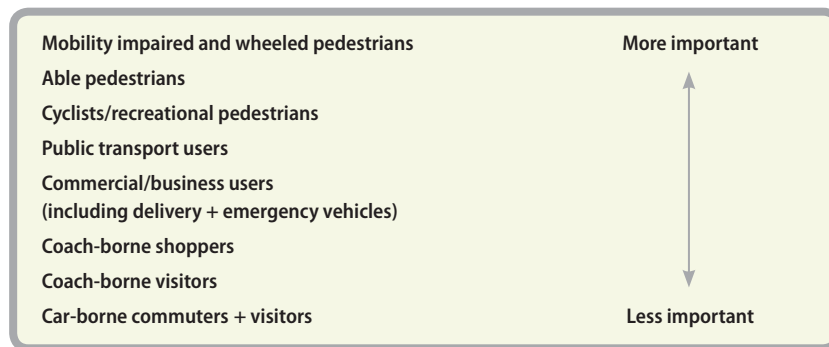 Mobility impaired and wheeled pedestrians More important
Able pedestrians
Cyclists/recreational pedestrians
Public transport users
Commercial/business users
(including delivery + emergency vehicles)
Coach-borne shoppers
Coach-borne visitors
Car-borne commuters + visitors Less important